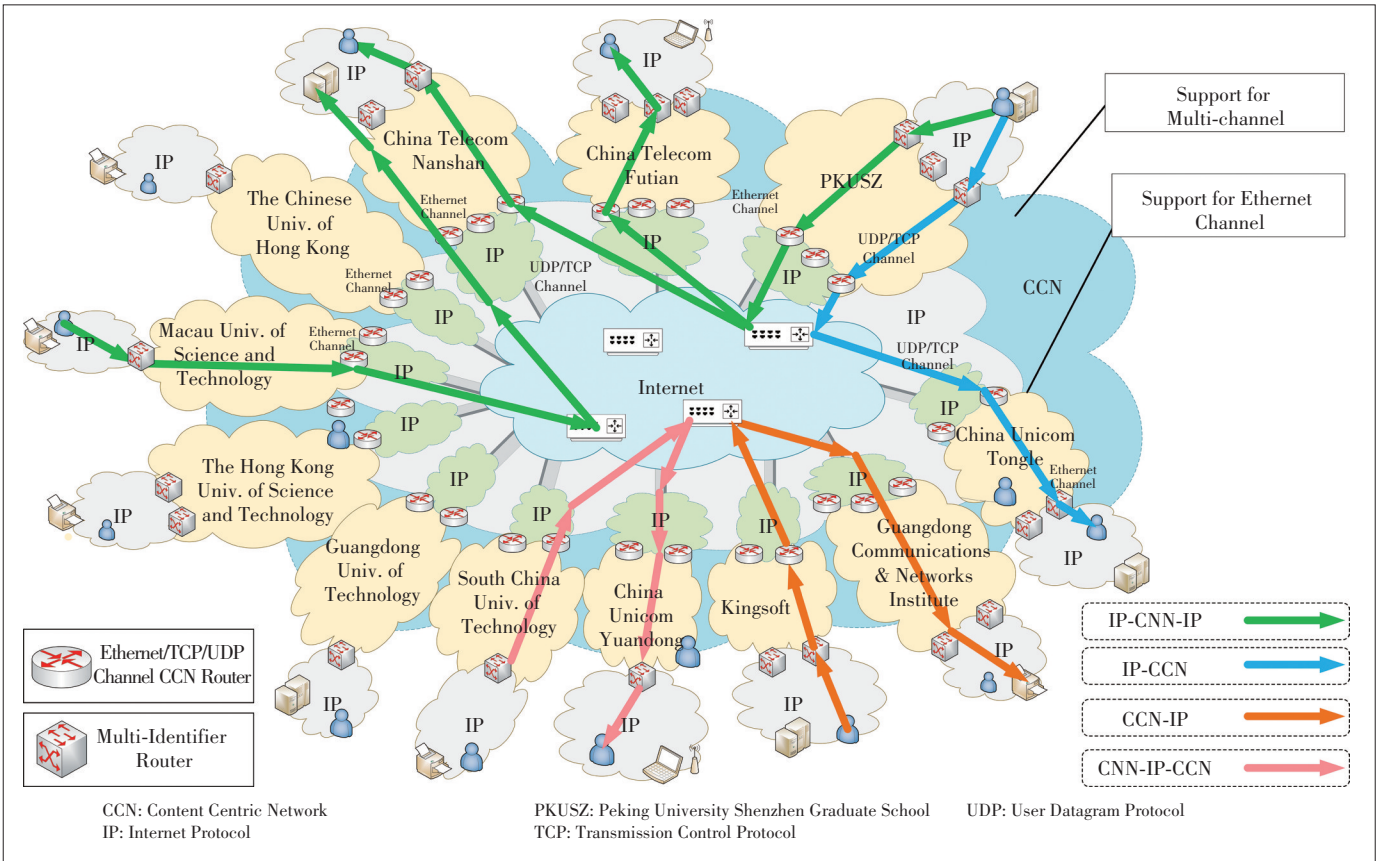 IP
China Telecom
Nanshan
IP
China Telecom
Futian
IP
PKUSZ
Support for
Multi-channel
Support for Ethernet
Channel
IP
The Chinese
Univ. of
Hong Kong
Ethernet
Channel
IP
UDP/TCP
Channel
IP
Ethernet
Channel
IP
UDP/TCP
Channel
IP
CCN
Ethernet
Channel
IP
IP
Macau Univ. of
Science and
Technology
Ethernet
Channel
IP
Internet
UDP/TCP
Channel
IP
China Unicom
Tongle
Ethernet
Channel
IP
IP
The Hong Kong
Univ. of Science
and Technology
IP
IP
Guangdong
Univ. of
Technology
IP
IP
South China
Univ. of
Technology
IP
IP
China
Unicom
Yuandong
IP
IP
Kingsoft
IP
IP
Guangdong
Communications
& Networks
Institute
IP
Ethernet/TCP/UDP
Channel CCN Router
Multi-Identifier
Router
IP-CNN-IP
IP-CCN
CCN-IP
CNN-IP-CCN
CCN: Content Centric Network
IP: Internet Protocol
PKUSZ: Peking University Shenzhen Graduate School
TCP: Transmission Control Protocol
UDP: User Datagram Protocol